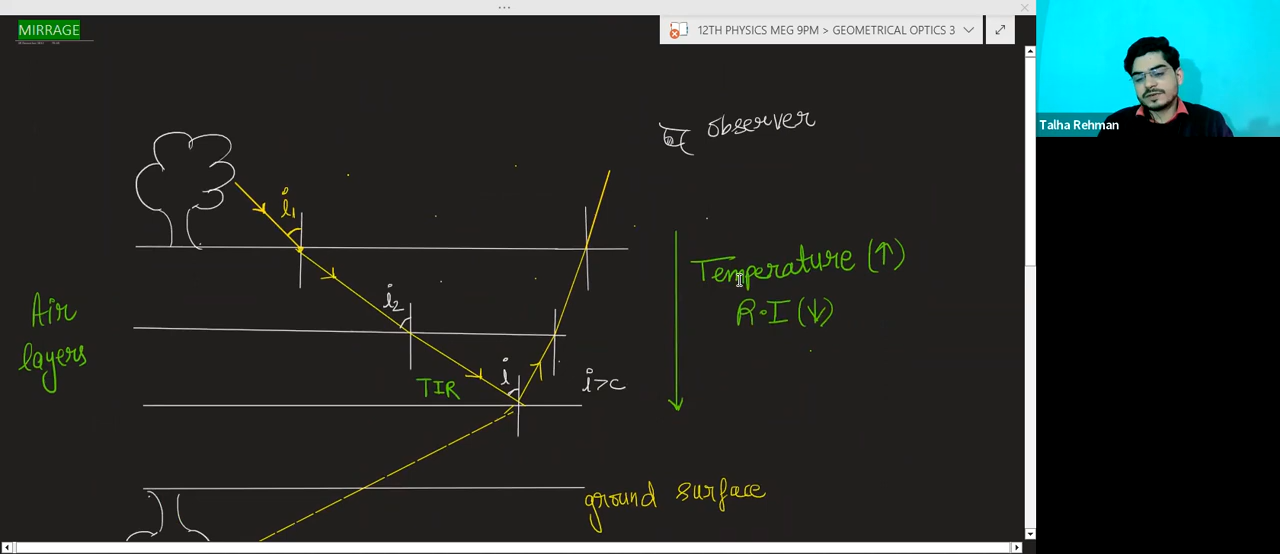 MIRRAGE
12TH PHYSICS MEG 9PM > GEOMETRICAL OPTICS 3
Talha Rehman
observer
i₁
Temperature (↑)
R.I (↓)
i₂
Air
layers
TIR
i
i>c
ground surface